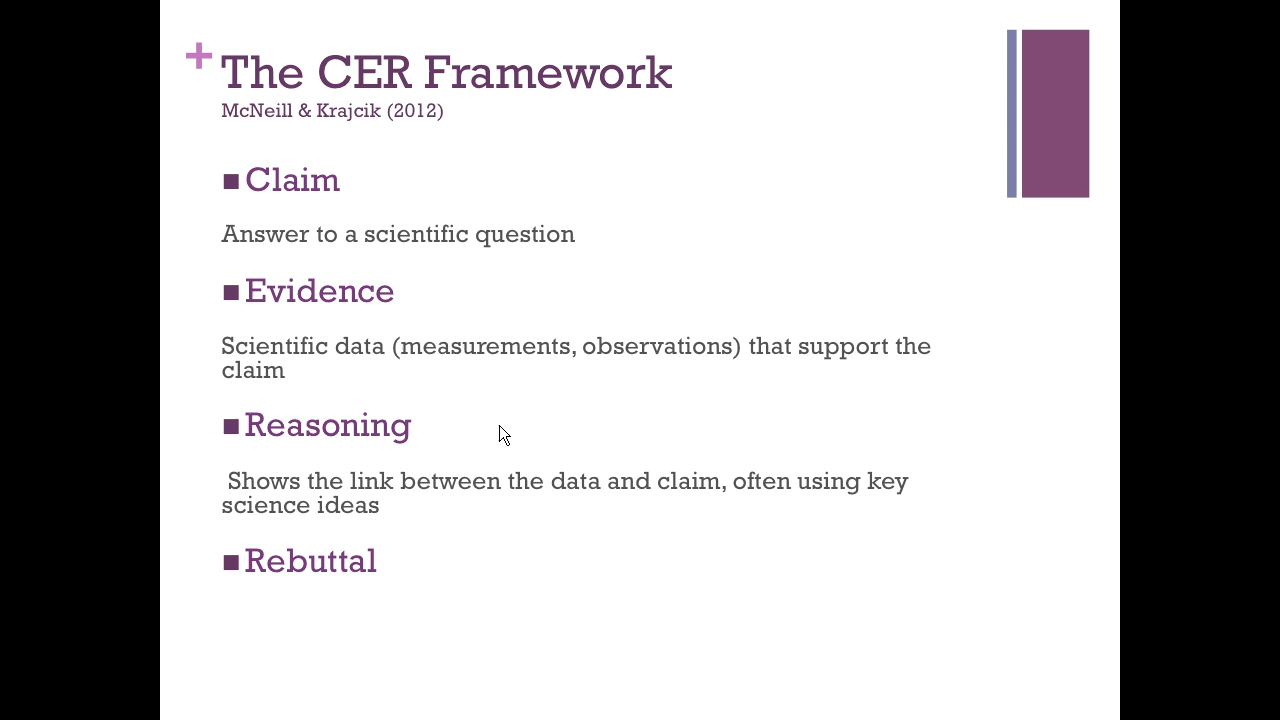 The CER Framework
McNeill & Krajcik (2012)
Claim
Answer to a scientific question
Evidence
Scientific data (measurements, observations) that support the
claim
Reasoning
Shows the link between the data and claim, often using key
science ideas
Rebuttal